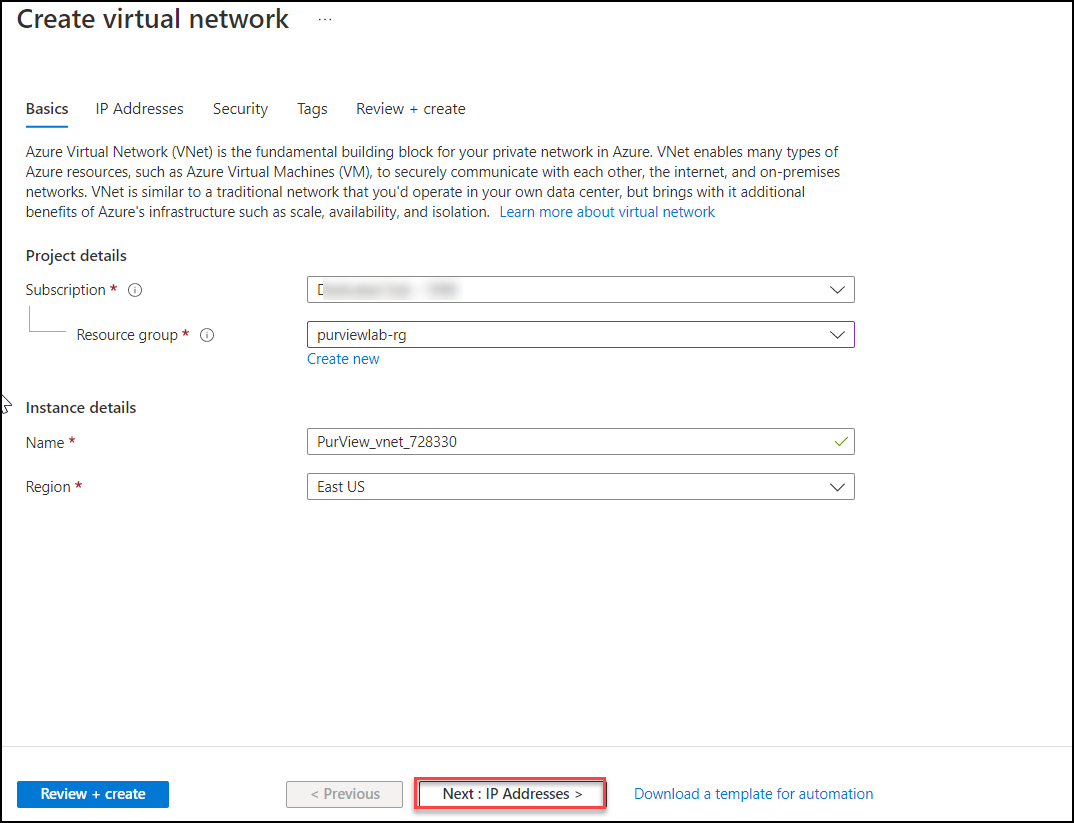 Create virtual network ...
Basics IP Addresses Security Tags Review + create
Azure Virtual Network (VNet) is the fundamental building block for your private network in Azure. VNet enables many types of
Azure resources, such as Azure Virtual Machines (VM), to securely communicate with each other, the internet, and on-premises
networks. VNet is similar to a traditional network that you'd operate in your own data center, but brings with it additional
benefits of Azure's infrastructure such as scale, availability, and isolation. Learn more about virtual network
Project details
Subscription *
Resource group * purviewlab-rg
Create new
Instance details
Name * PurView_vnet_728330
Region * East US
Review + create < Previous Next : IP Addresses > Download a template for automation